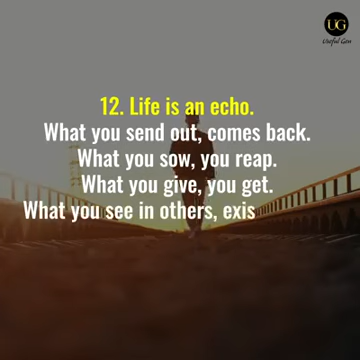 UG
Useful Gen
12. Life is an echo.
What you send out, comes back.
What you sow, you reap.
What you give, you get.
What you see in others, exis